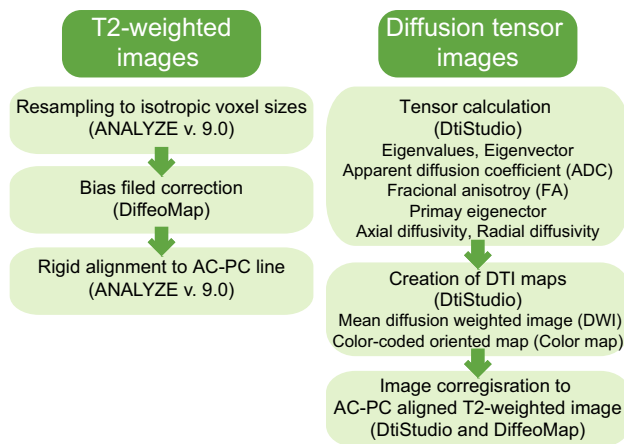 T2-weighted
images
Resampling to isotropic voxel sizes
(ANALYZE v. 9.0)
Bias filed correction
(DiffeoMap)
Rigid alignment to AC-PC line
(ANALYZE v. 9.0)
Diffusion tensor
images
Tensor calculation
(DtiStudio)
Eigenvalues, Eigenvector
Apparent diffusion coefficient (ADC)
Fracional anisotroy (FA)
Primay eigenector
Axial diffusivity, Radial diffusivity
Creation of DTI maps
(DtiStudio)
Mean diffusion weighted image (DWI)
Color-coded oriented map (Color map)
Image corregisration to
AC-PC aligned T2-weighted image
(DtiStudio and DiffeoMap)